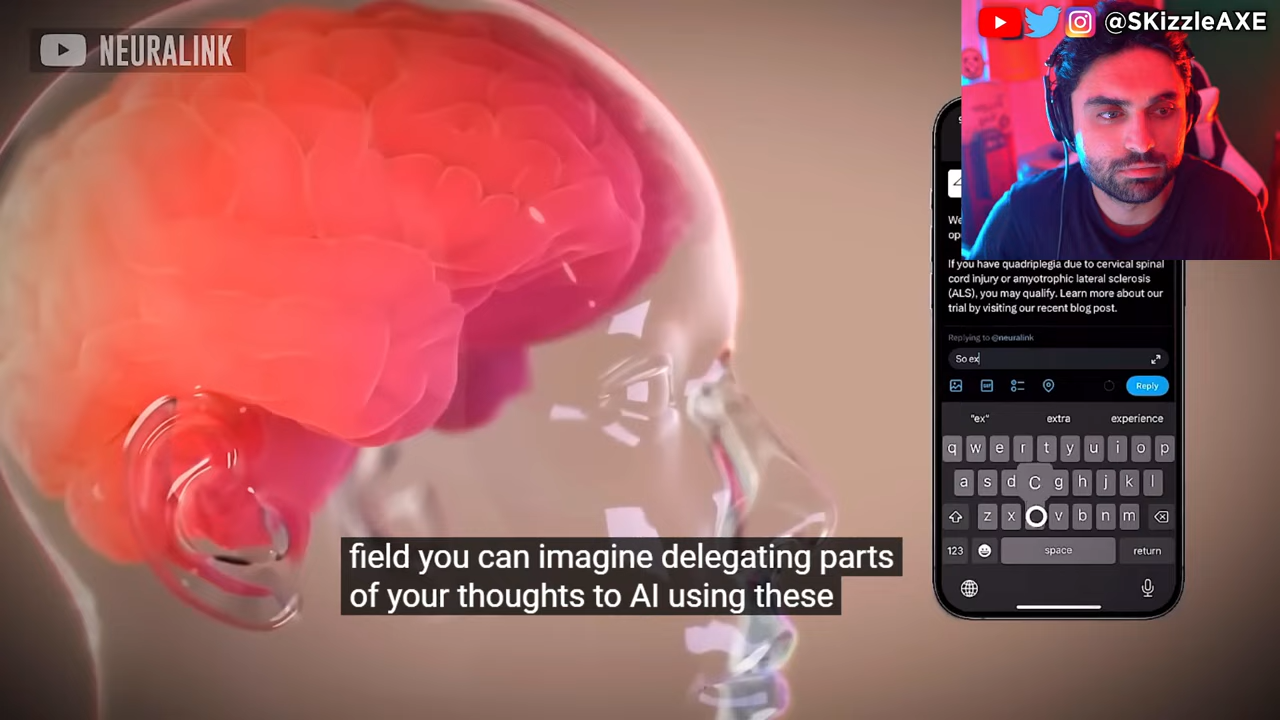 NEURALINK
@SKizzleAXE
We
If you have quadriplegia due to cervical spinal
cord injury or amyotrophic lateral sclerosis
(ALS), you may qualify. Learn more about our
trial by visiting our recent blog post.
Replying to @neuralink
So ex
Reply
"ex" extra experience
q w e r t y u i o p
a s d C g h j k l
z x v b n m
123 space return
field you can imagine delegating parts
of your thoughts to AI using these